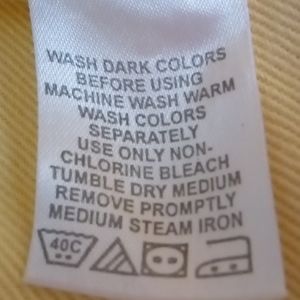 WASH DARK COLORS
BEFORE USING
MACHINE WASH WARM
WASH COLORS
SEPARATELY
USE ONLY NON-
CHLORINE BLEACH
TUMBLE DRY MEDIUM
REMOVE PROMPTLY
MEDIUM STEAM IRON
40C